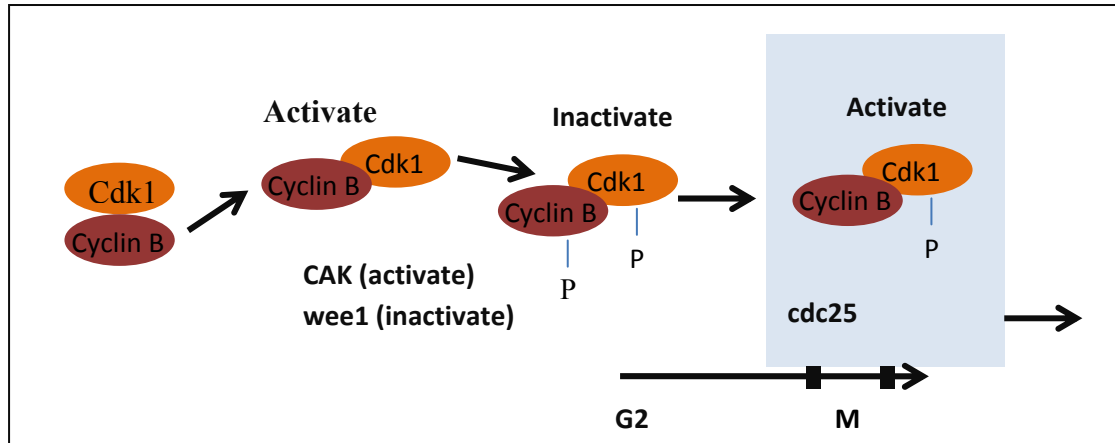 Cdk1
Cyclin B
Activate
Cdk1
Cyclin B
CAK (activate)
wee1 (inactivate)
Inactivate
Cdk1
Cyclin B
P
P
Activate
Cdk1
Cyclin B
P
cdc25
G2
M